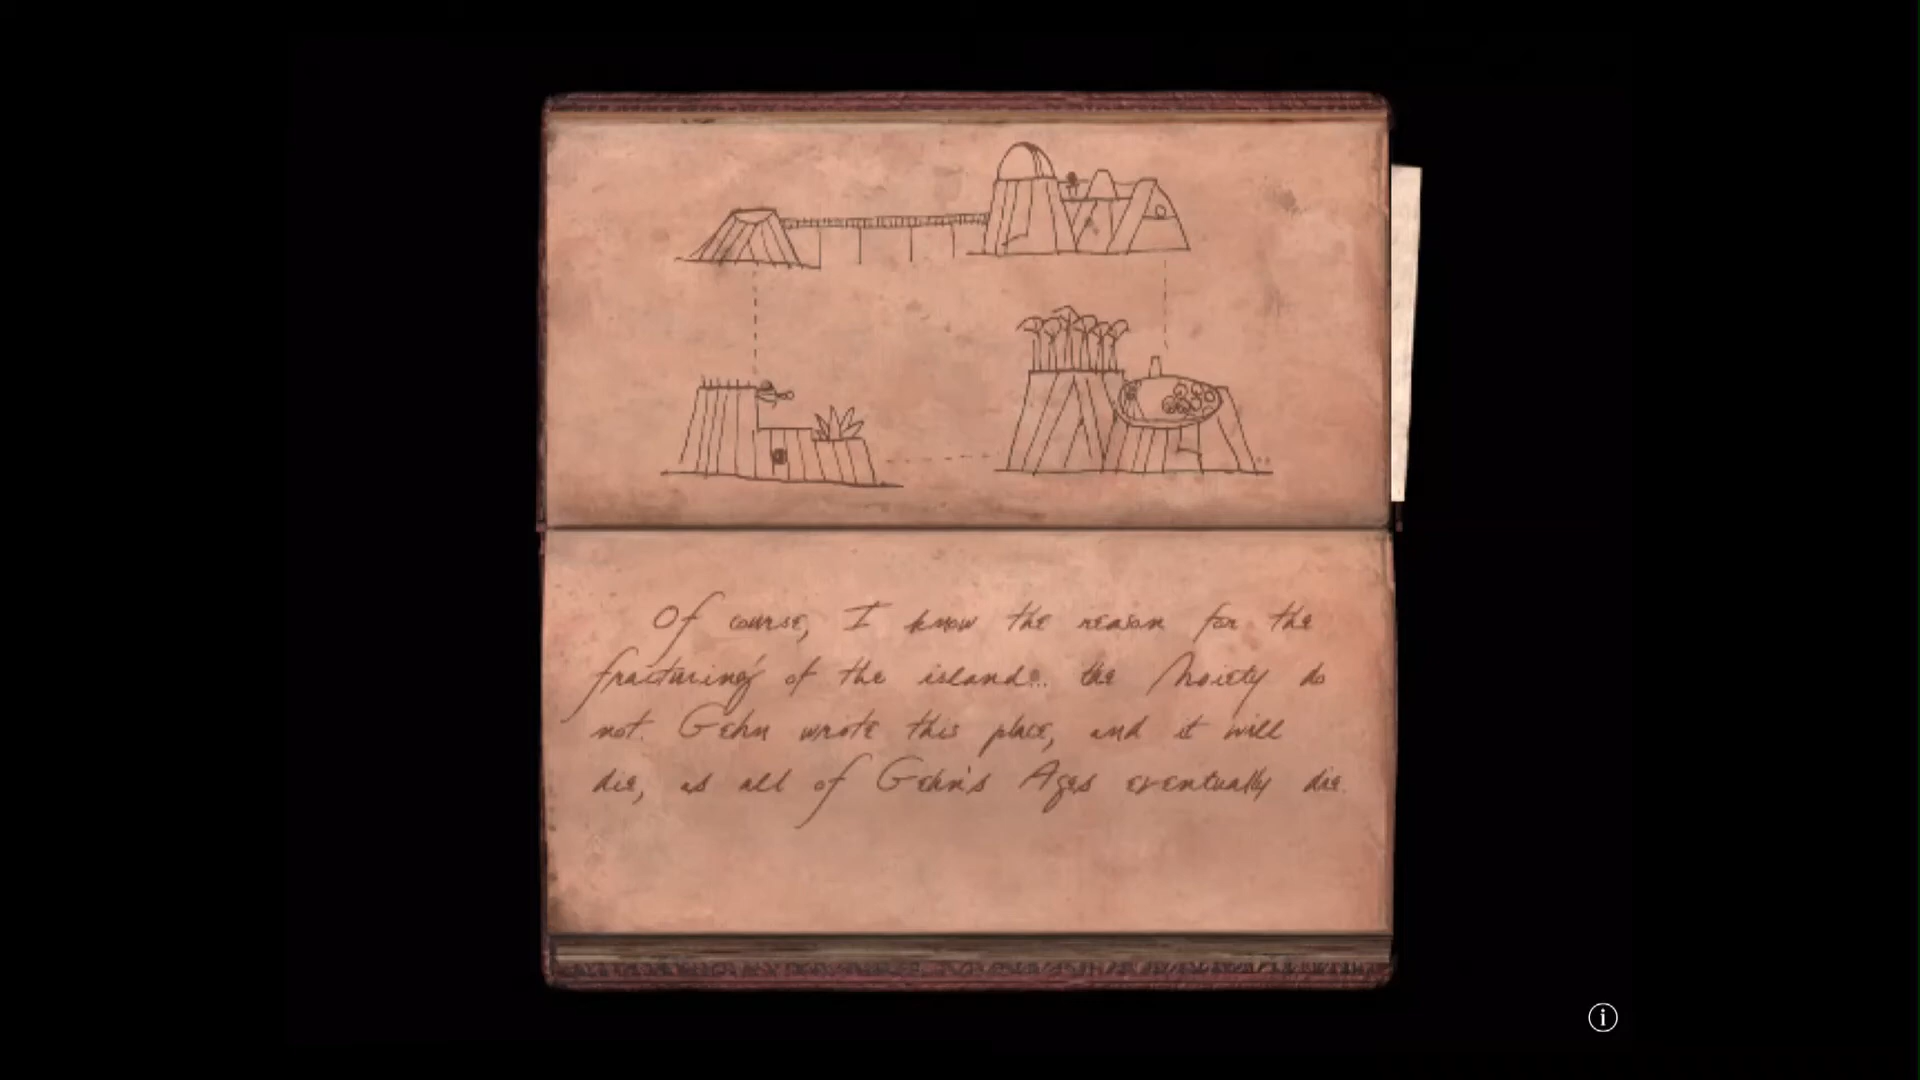 Of course, I know the reason for the
fracturing of the island... the Moiety do
not. Gehn wrote this place, and it will
die, as all of Gehn's Ages eventually die.